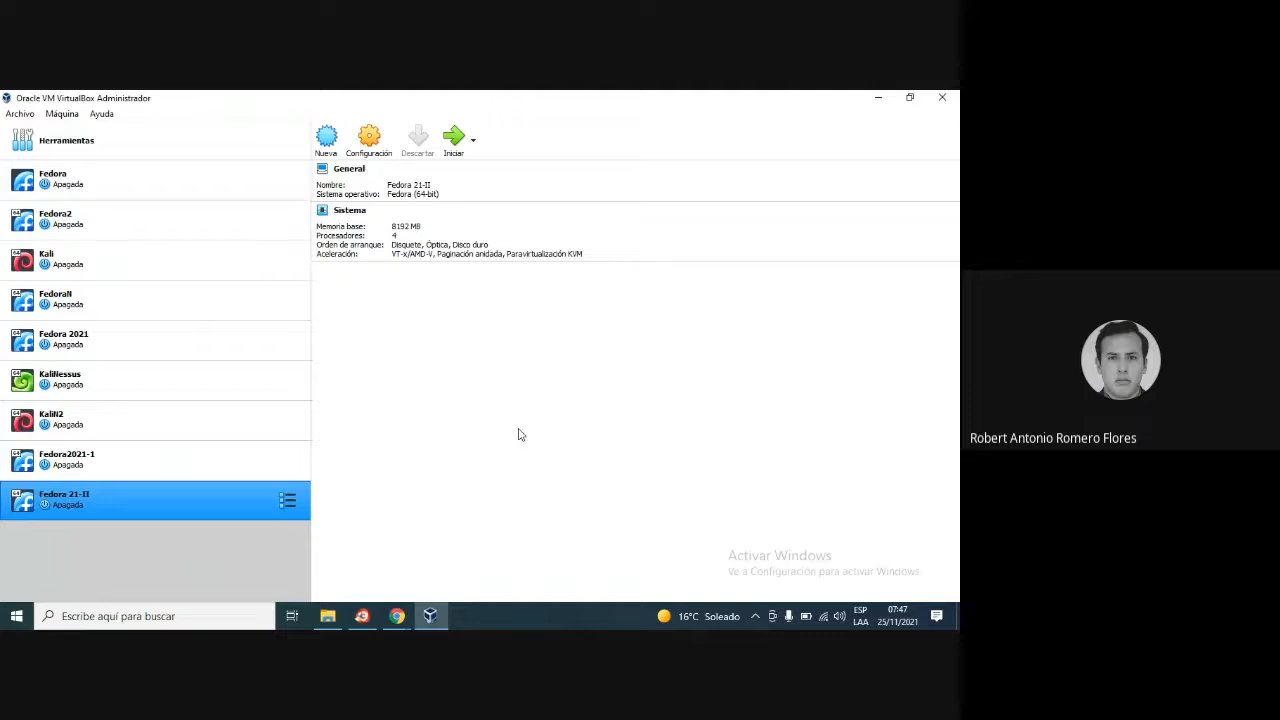 Oracle VM VirtualBox Administrador
Archivo Máquina Ayuda
Herramientas
Nueva Configuración Descartar Iniciar
Fedora
Apagada
Fedora2
Apagada
Kali
Apagada
FedoraN
Apagada
Fedora 2021
Apagada
KaliNessus
Apagada
KaliN2
Apagada
Fedora2021-1
Apagada
Fedora 21-II
Apagada
General
Nombre: Fedora 21-II
Sistema operativo: Fedora (64-bit)
Sistema
Memoria base: 8192 MB
Procesadores: 4
Orden de arranque: Disquete, Óptica, Disco duro
Aceleración: VT-x/AMD-V, Paginación anidada, Paravirtualización KVM
Activar Windows
Ve a Configuración para activar Windows.
Escribe aquí para buscar
16°C Soleado
ESP
LAA
07:47
25/11/2021
Robert Antonio Romero Flores